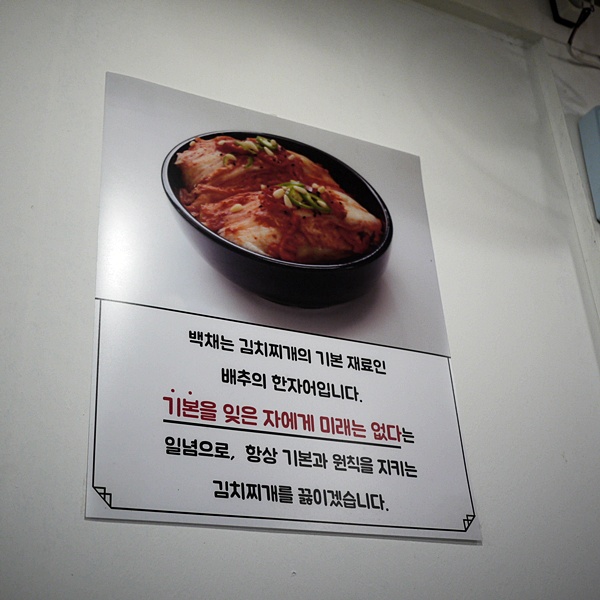 백채는 김치찌개의 기본 재료인
배추의 한자어입니다.
기본을 잊은 자에게 미래는 없다는
일념으로, 항상 기본과 원칙을 지키는
김치찌개를 끓이겠습니다.